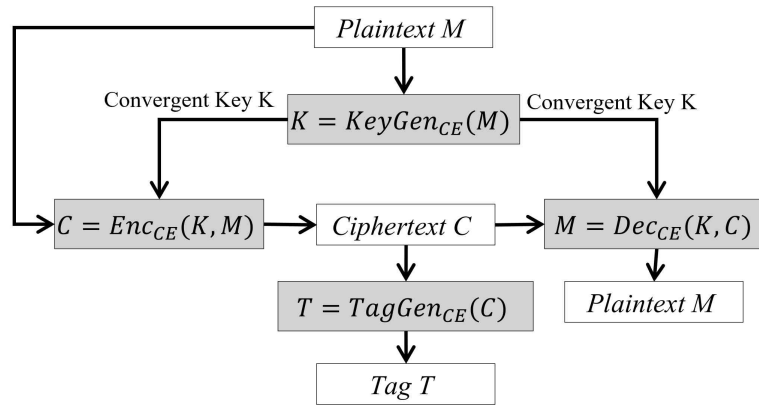 Plaintext M
Convergent Key K
Convergent Key K
K = KeyGen_CE(M)
C = Enc_CE(K, M)
Ciphertext C
M = Dec_CE(K, C)
T = TagGen_CE(C)
Plaintext M
Tag T